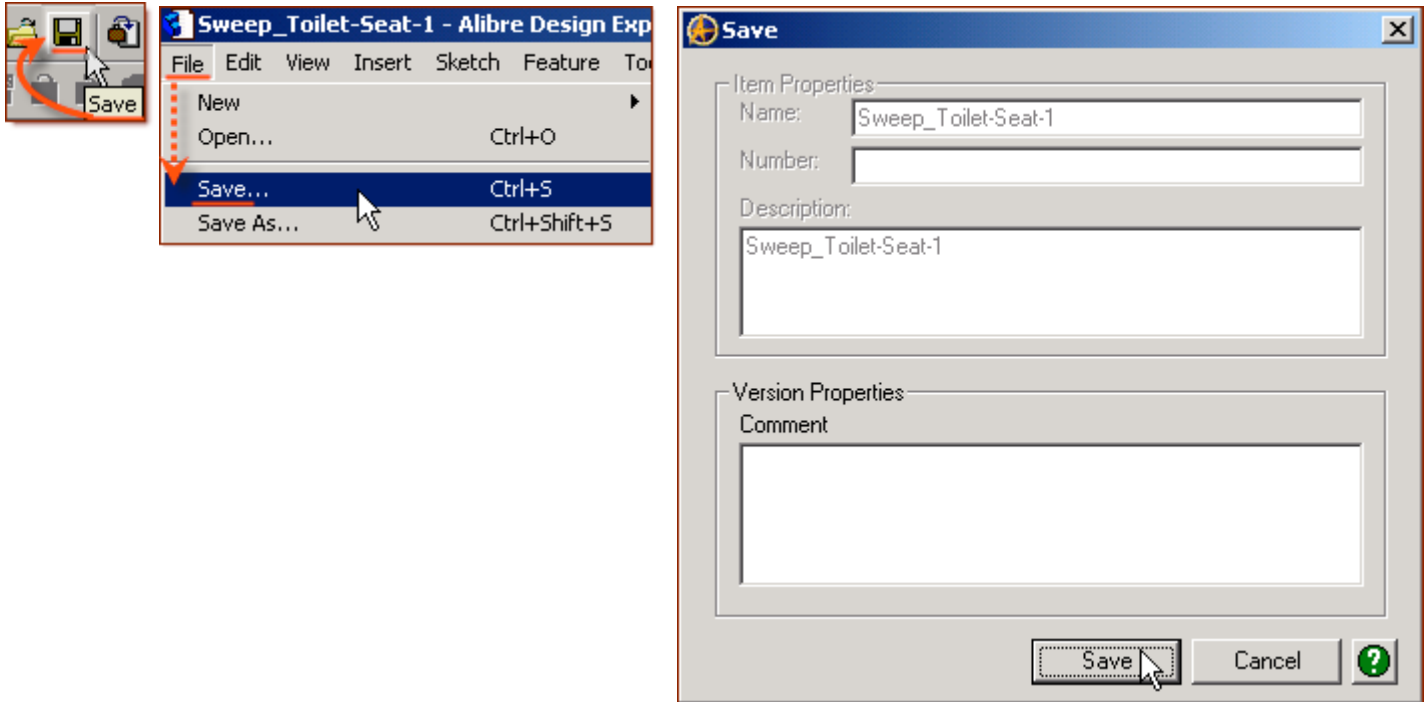 Save
Sweep_Toilet-Seat-1 - Alibre Design Exp
File Edit View Insert Sketch Feature To
New
Open... Ctrl+O
Save... Ctrl+S
Save As... Ctrl+Shift+S
Save
Item Properties
Name: Sweep_Toilet-Seat-1
Number:
Description:
Sweep_Toilet-Seat-1
Version Properties
Comment
Save Cancel ?